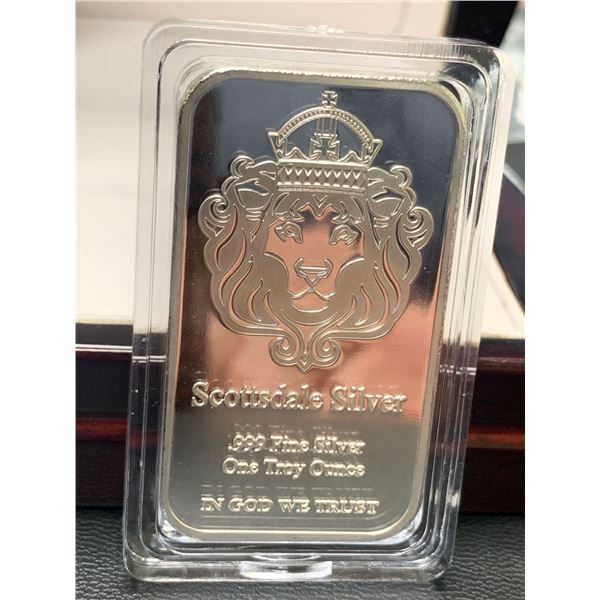 Scottsdale Silver
.999 Fine Silver
One Troy Ounce
IN GOD WE TRUST